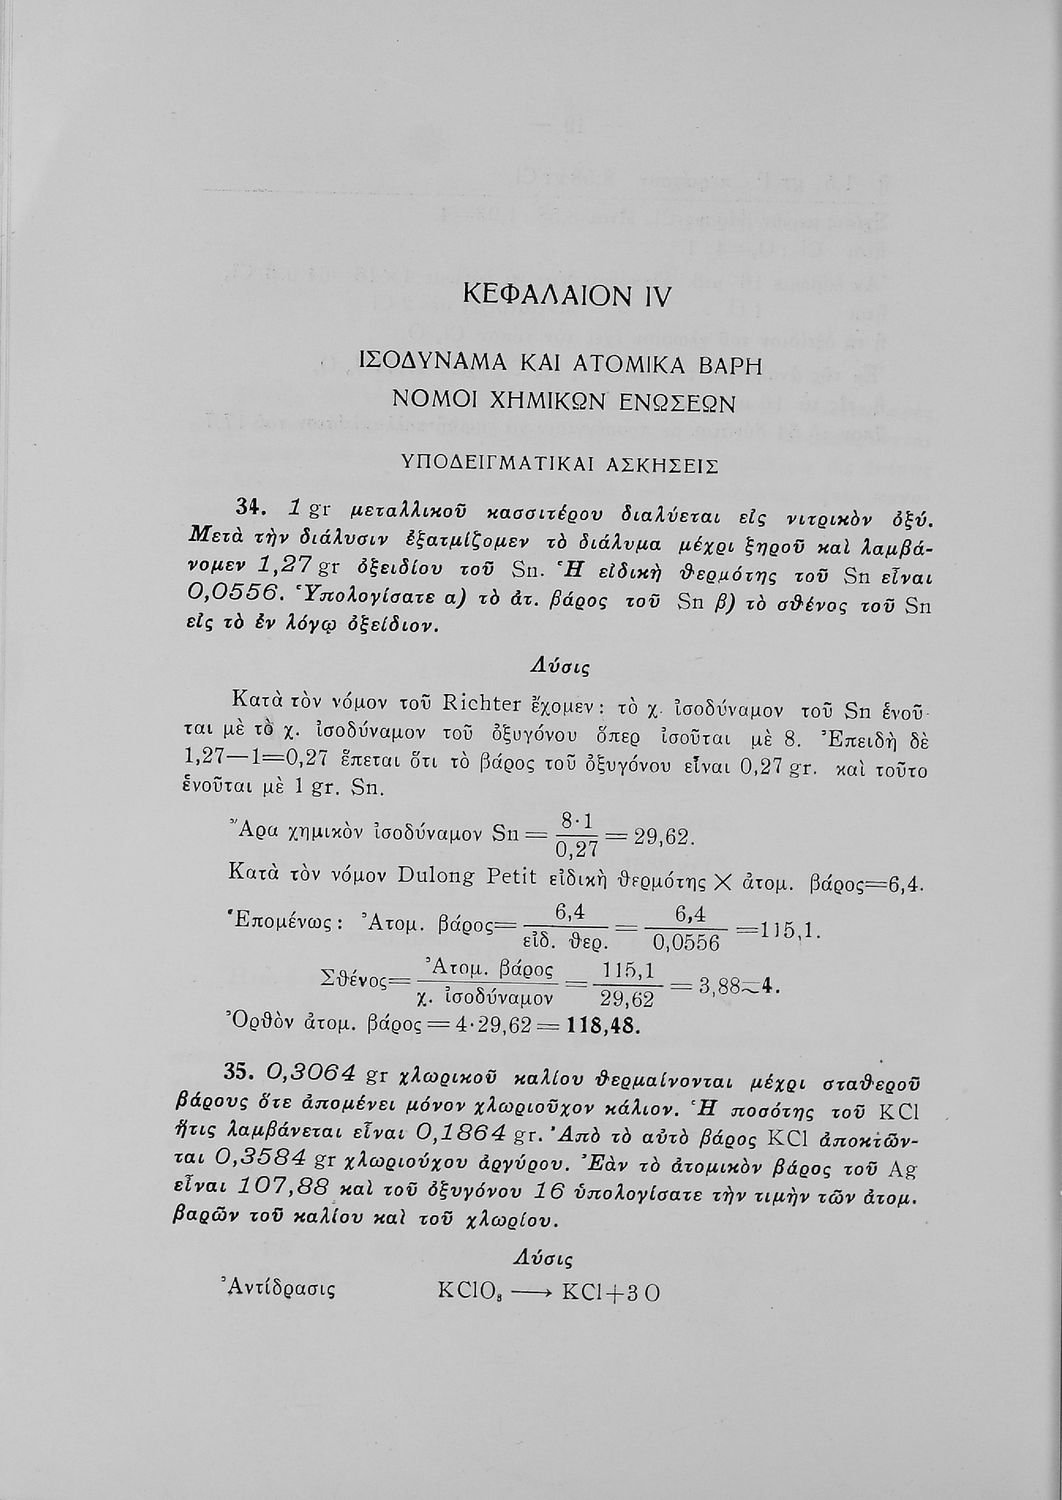 ΚΕΦΑΛΑΙΟΝ IV
ΙΣΟΔΥΝΑΜΑ ΚΑΙ ΑΤΟΜΙΚΑ ΒΑΡΗ
ΝΟΜΟΙ ΧΗΜΙΚΩΝ ΕΝΩΣΕΩΝ
ΥΠΟΔΕΙΓΜΑΤΙΚΑΙ ΑΣΚΗΣΕΙΣ
34. 1 gr μεταλλικοῦ κασσιτέρου διαλύεται εἰς νιτρικὸν ὀξύ.
Μετὰ τὴν διάλυσιν ἐξατμίζομεν τὸ διάλυμα μέχρι ξηροῦ καὶ λαμβά-
νομεν 1,27 gr ὀξειδίου τοῦ Sn. Ἡ εἰδικὴ θερμότης τοῦ Sn εἶναι
0,0556. Ὑπολογίσατε α) τὸ ἀτ. βάρος τοῦ Sn β) τὸ σθένος τοῦ Sn
εἰς τὸ ἐν λόγῳ ὀξείδιον.
Λύσις
Κατὰ τὸν νόμον τοῦ Richter ἔχομεν: τὸ χ. ἰσοδύναμον τοῦ Sn ἑνοῦ-
ται μὲ τὸ χ. ἰσοδύναμον τοῦ ὀξυγόνου ὅπερ ἰσοῦται μὲ 8. Ἐπειδὴ δὲ
1,27—1=0,27 ἕπεται ὅτι τὸ βάρος τοῦ ὀξυγόνου εἶναι 0,27 gr. καὶ τοῦτο
ἑνοῦται μὲ 1 gr. Sn.
Ἄρα χημικὸν ἰσοδύναμον Sn = 8·1 / 0,27 = 29,62.
Κατὰ τὸν νόμον Dulong Petit εἰδικὴ θερμότης X ἀτομ. βάρος=6,4.
Ἑπομένως: Ἀτομ. βάρος= 6,4 / εἰδ. θερ. = 6,4 / 0,0556 =115,1.
Σθένος= Ἀτομ. βάρος / χ. ἰσοδύναμον = 115,1 / 29,62 = 3,88≃4.
Ὀρθὸν ἀτομ. βάρος = 4·29,62 = 118,48.
35. 0,3064 gr χλωρικοῦ καλίου θερμαίνονται μέχρι σταθεροῦ
βάρους ὅτε ἀπομένει μόνον χλωριοῦχον κάλιον. Ἡ ποσότης τοῦ KCl
ἥτις λαμβάνεται εἶναι 0,1864 gr. Ἀπὸ τὸ αὐτὸ βάρος KCl ἀποκτῶν-
ται 0,3584 gr χλωριούχου ἀργύρου. Ἐὰν τὸ ἀτομικὸν βάρος τοῦ Ag
εἶναι 107,88 καὶ τοῦ ὀξυγόνου 16 ὑπολογίσατε τὴν τιμὴν τῶν ἀτομ.
βαρῶν τοῦ καλίου καὶ τοῦ χλωρίου.
Λύσις
Ἀντίδρασις KClO₃ ⟶ KCl+3 O